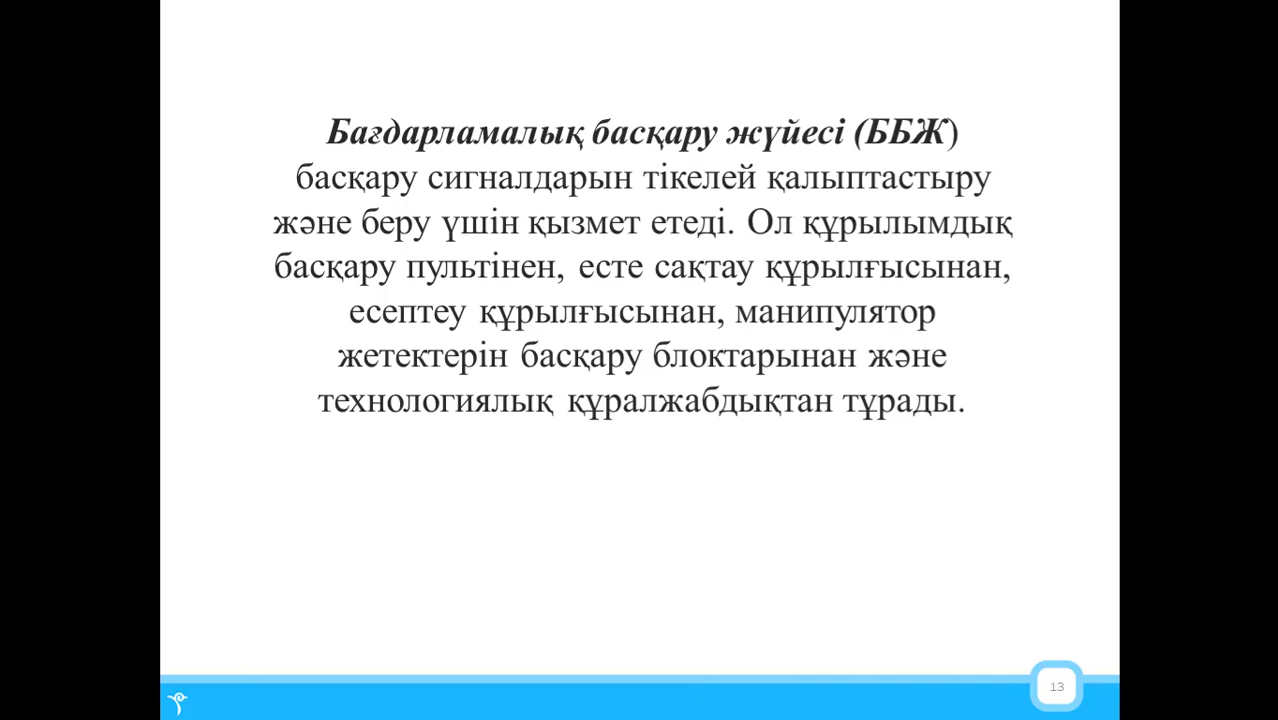 Бағдарламалық басқару жүйесі (ББЖ)
басқару сигналдарын тікелей қалыптастыру
және беру үшін қызмет етеді. Ол құрылымдық
басқару пультінен, есте сақтау құрылғысынан,
есептеу құрылғысынан, манипулятор
жетектерін басқару блоктарынан және
технологиялық құралжабдықтан тұрады.
13